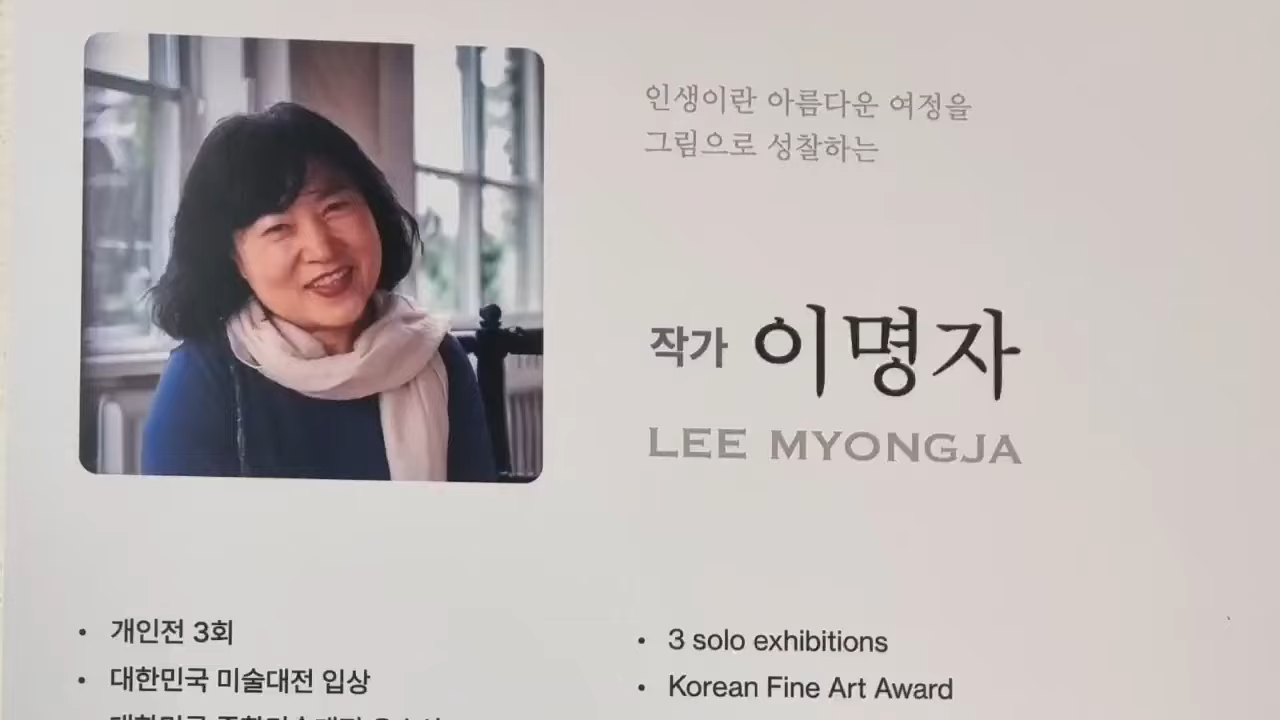 인생이란 아름다운 여정을
그림으로 성찰하는
작가 이명자
LEE MYONGJA
• 개인전 3회
• 대한민국 미술대전 입상
• 3 solo exhibitions
• Korean Fine Art Award